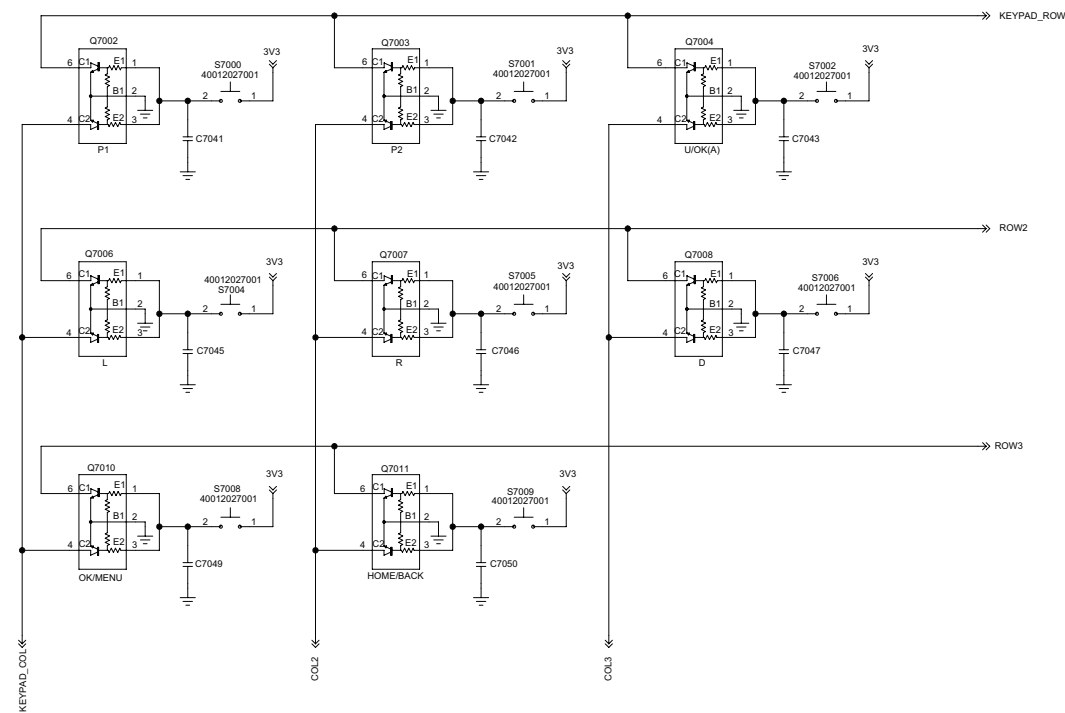 KEYPAD_ROW
Q7002
6 C1 E1 1
B1 2
4 C2 E2 3
P1
S7000
40012027001
2 1
3V3
C7041
Q7003
6 C1 E1 1
B1 2
4 C2 E2 3
P2
S7001
40012027001
2 1
3V3
C7042
Q7004
6 C1 E1 1
B1 2
4 C2 E2 3
U/OK(A)
S7002
40012027001
2 1
3V3
C7043
ROW2
Q7006
6 C1 E1 1
B1 2
4 C2 E2 3
L
40012027001
S7004
2 1
3V3
C7045
Q7007
6 C1 E1 1
B1 2
4 C2 E2 3
R
S7005
40012027001
2 1
3V3
C7046
Q7008
6 C1 E1 1
B1 2
4 C2 E2 3
D
S7006
40012027001
2 1
3V3
C7047
ROW3
Q7010
6 C1 E1 1
B1 2
4 C2 E2 3
OK/MENU
S7008
40012027001
2 1
3V3
C7049
Q7011
6 C1 E1 1
B1 2
4 C2 E2 3
HOME/BACK
S7009
40012027001
2 1
3V3
C7050
KEYPAD_COL
COL2
COL3